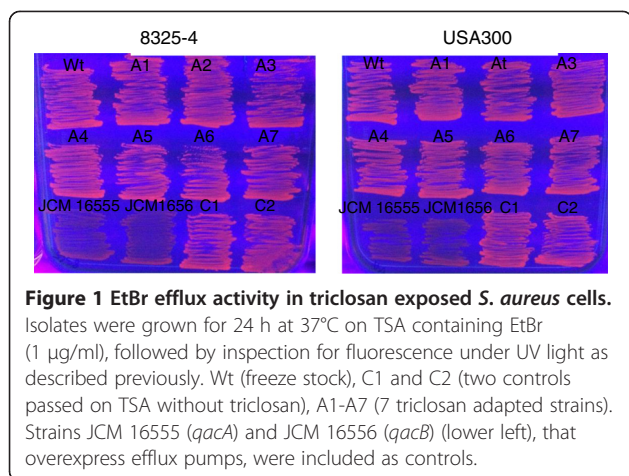 8325-4 USA300
Wt A1 A2 A3 Wt A1 At A3
A4 A5 A6 A7 A4 A5 A6 A7
JCM 16555 JCM1656 C1 C2 JCM 16555 JCM1656 C1 C2
Figure 1 EtBr efflux activity in triclosan exposed S. aureus cells.
Isolates were grown for 24 h at 37°C on TSA containing EtBr
(1 μg/ml), followed by inspection for fluorescence under UV light as
described previously. Wt (freeze stock), C1 and C2 (two controls
passed on TSA without triclosan), A1-A7 (7 triclosan adapted strains).
Strains JCM 16555 (qacA) and JCM 16556 (qacB) (lower left), that
overexpress efflux pumps, were included as controls.